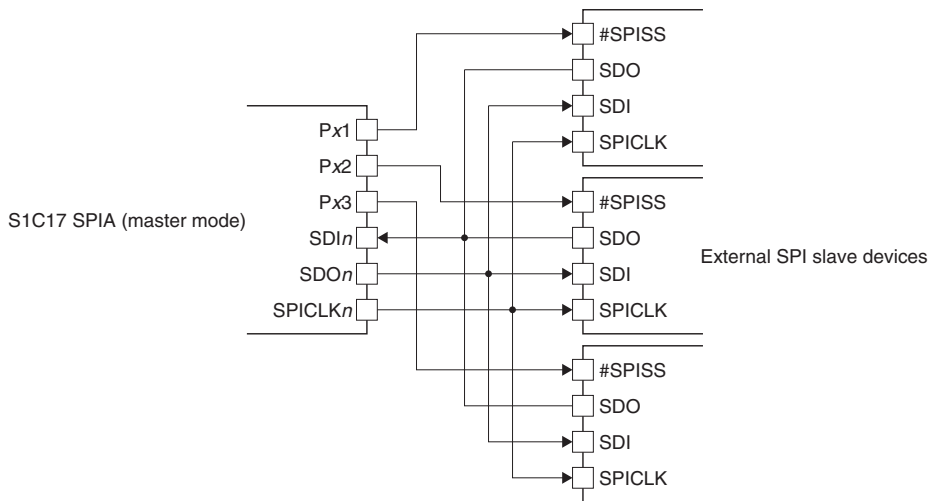 S1C17 SPIA (master mode)
Px1
Px2
Px3
SDIn
SDOn
SPICLKn
#SPISS
SDO
SDI
SPICLK
#SPISS
SDO
SDI
SPICLK
#SPISS
SDO
SDI
SPICLK
External SPI slave devices